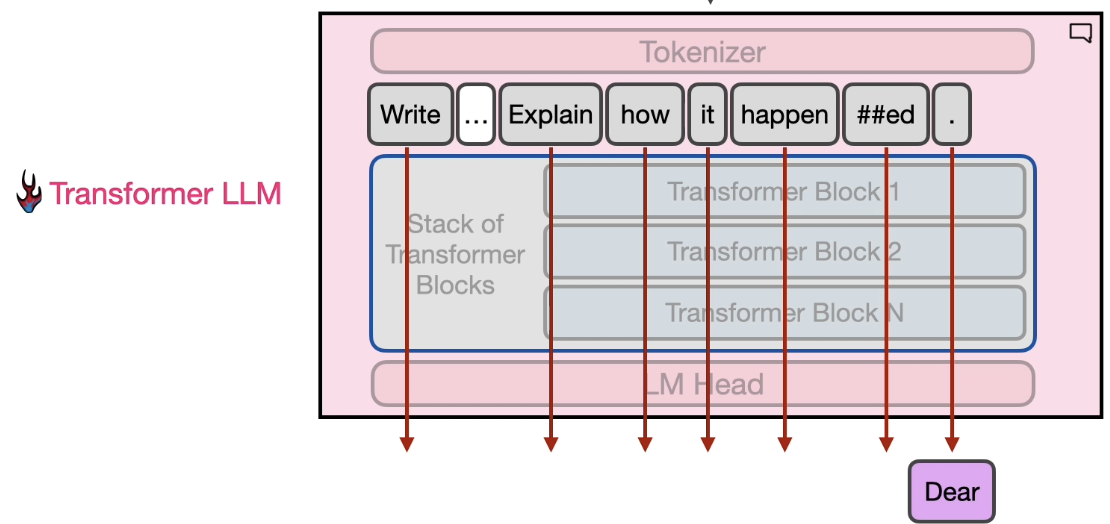 Tokenizer
Write ... Explain how it happen ##ed .
Transformer LLM
Stack of
Transformer
Blocks
Transformer Block 1
Transformer Block 2
Transformer Block N
LM Head
Dear